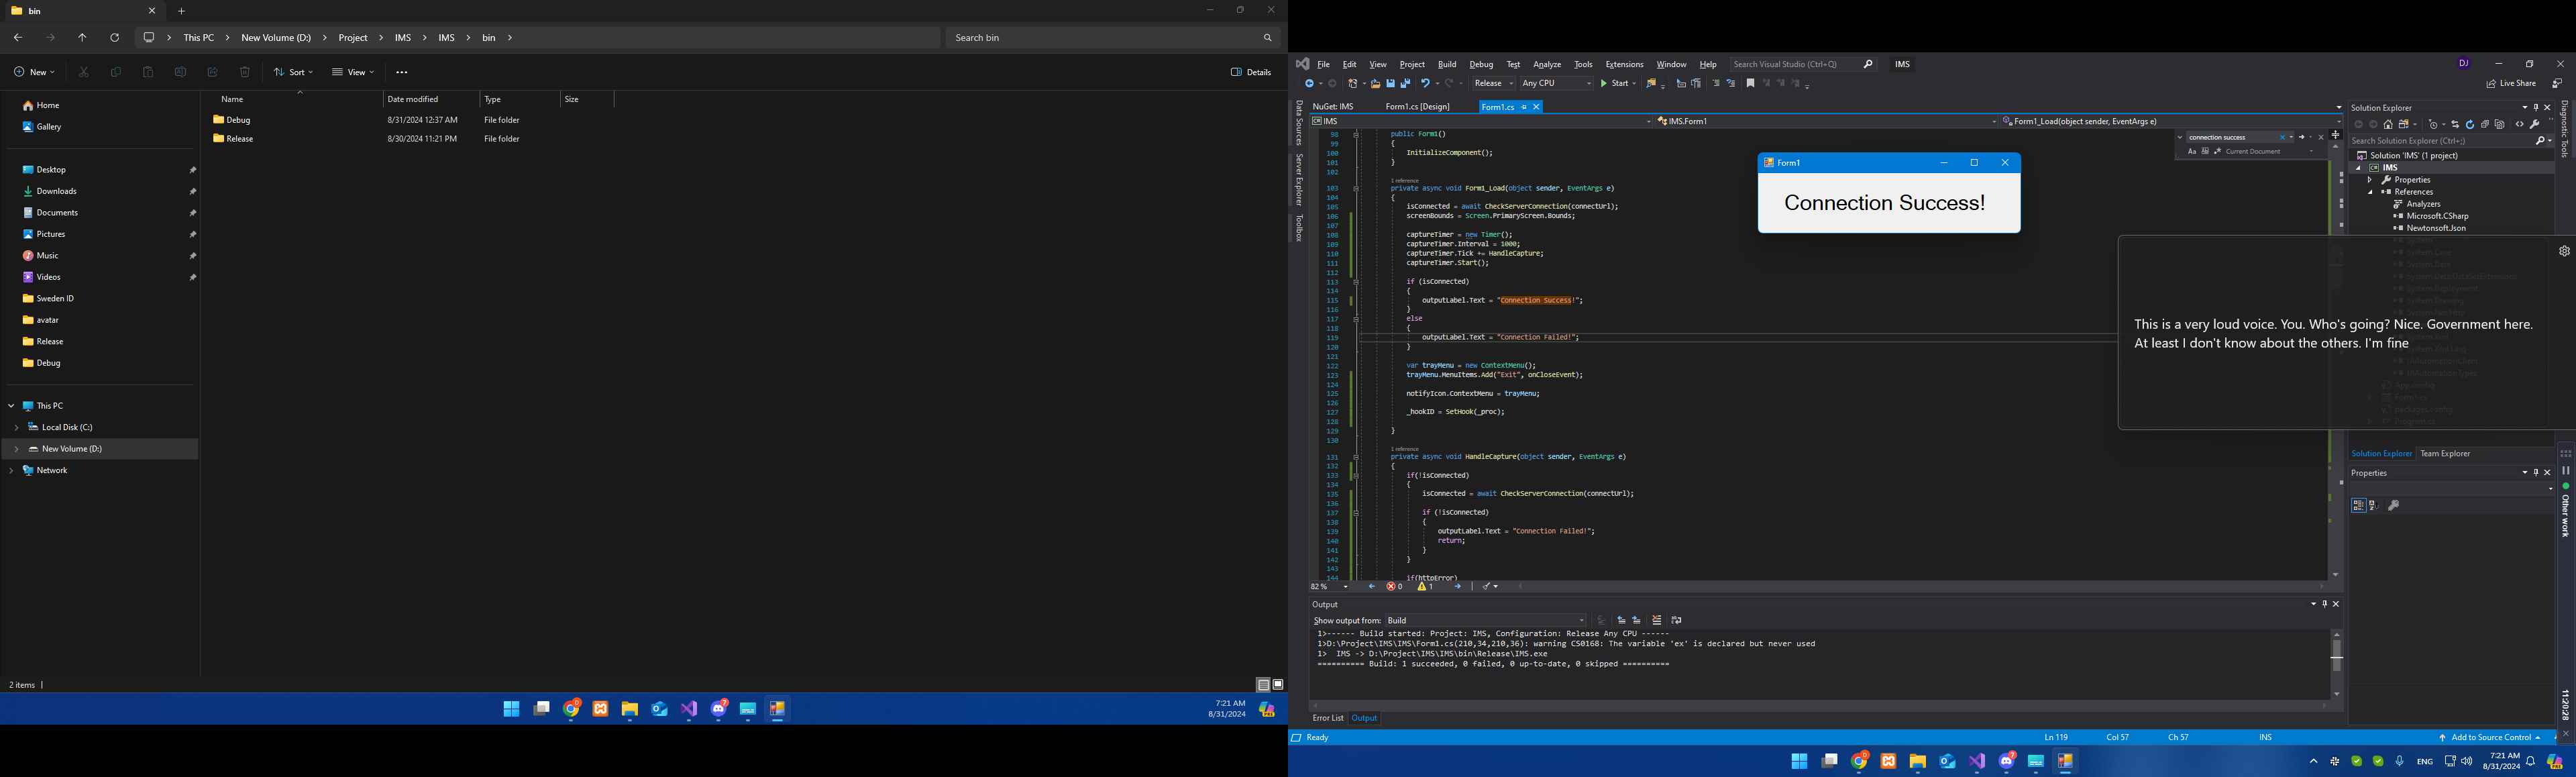 bin
This PC > New Volume (D:) > Project > IMS > IMS > bin >
Search bin
New
Sort
View
Details
Name
Date modified
Type
Size
Debug
8/31/2024 12:37 AM
File folder
Release
8/30/2024 11:21 PM
File folder
Home
Gallery
Desktop
Downloads
Documents
Pictures
Music
Videos
Sweden ID
avatar
Release
Debug
This PC
Local Disk (C:)
New Volume (D:)
Network
2 items
7:21 AM
8/31/2024
File Edit View Project Build Debug Test Analyze Tools Extensions Window Help
Search Visual Studio (Ctrl+Q)
IMS
DJ
Release
Any CPU
Start
Live Share
Data Sources
Server Explorer
Toolbox
NuGet: IMS
Form1.cs [Design]
Form1.cs
IMS
IMS.Form1
Form1_Load(object sender, EventArgs e)
connection success
Aa
Current Document
98 public Form1()
99 {
100 InitializeComponent();
101 }
102
1 reference
103 private async void Form1_Load(object sender, EventArgs e)
104 {
105 isConnected = await CheckServerConnection(connectUrl);
106 screenBounds = Screen.PrimaryScreen.Bounds;
107
108 captureTimer = new Timer();
109 captureTimer.Interval = 1000;
110 captureTimer.Tick += HandleCapture;
111 captureTimer.Start();
112
113 if (isConnected)
114 {
115 outputLabel.Text = "Connection Success!";
116 }
117 else
118 {
119 outputLabel.Text = "Connection Failed!";
120 }
121
122 var trayMenu = new ContextMenu();
123 trayMenu.MenuItems.Add("Exit", onCloseEvent);
124
125 notifyIcon.ContextMenu = trayMenu;
126
127 _hookID = SetHook(_proc);
128
129 }
130
1 reference
131 private async void HandleCapture(object sender, EventArgs e)
132 {
133 if(!isConnected)
134 {
135 isConnected = await CheckServerConnection(connectUrl);
136
137 if (!isConnected)
138 {
139 outputLabel.Text = "Connection Failed!";
140 return;
141 }
142 }
143
144 if(httpError)
82 %
0
1
Form1
Connection Success!
Output
Show output from: Build
1>------ Build started: Project: IMS, Configuration: Release Any CPU ------
1>D:\Project\IMS\IMS\Form1.cs(210,34,210,36): warning CS0168: The variable 'ex' is declared but never used
1> IMS -> D:\Project\IMS\IMS\bin\Release\IMS.exe
========== Build: 1 succeeded, 0 failed, 0 up-to-date, 0 skipped ==========
Error List
Output
Solution Explorer
Search Solution Explorer (Ctrl+;)
Solution 'IMS' (1 project)
IMS
Properties
References
Analyzers
Microsoft.CSharp
Newtonsoft.Json
This is a very loud voice. You. Who's going? Nice. Government here.
At least I don't know about the others. I'm fine
Solution Explorer
Team Explorer
Properties
Diagnostic Tools
Other work
11:20:28
Ready
Ln 119
Col 57
Ch 57
INS
Add to Source Control
ENG
7:21 AM
8/31/2024